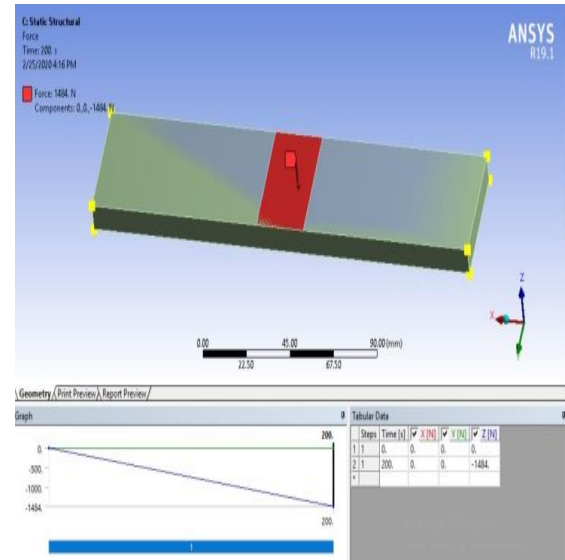 C: Static Structural
Force
Time: 200. s
2/25/2020 4:16 PM
Force: 1484. N
Components: 0.,0.,-1484. N
ANSYS
R19.1
Z
X
0.00 45.00 90.00 (mm)
22.50 67.50
Geometry Print Preview Report Preview
Graph
200.
0.
-500.
-1000.
-1484.
200.
1
Tabular Data
Steps Time [s] X [N] Y [N] Z [N]
1 1 0. 0. 0. 0.
2 1 200. 0. 0. -1484.
*